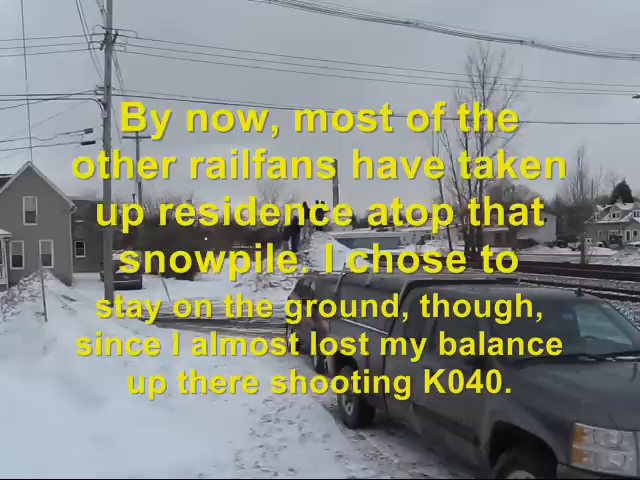 By now, most of the
other railfans have taken
up residence atop that
snowpile. I chose to
stay on the ground, though,
since I almost lost my balance
up there shooting K040.